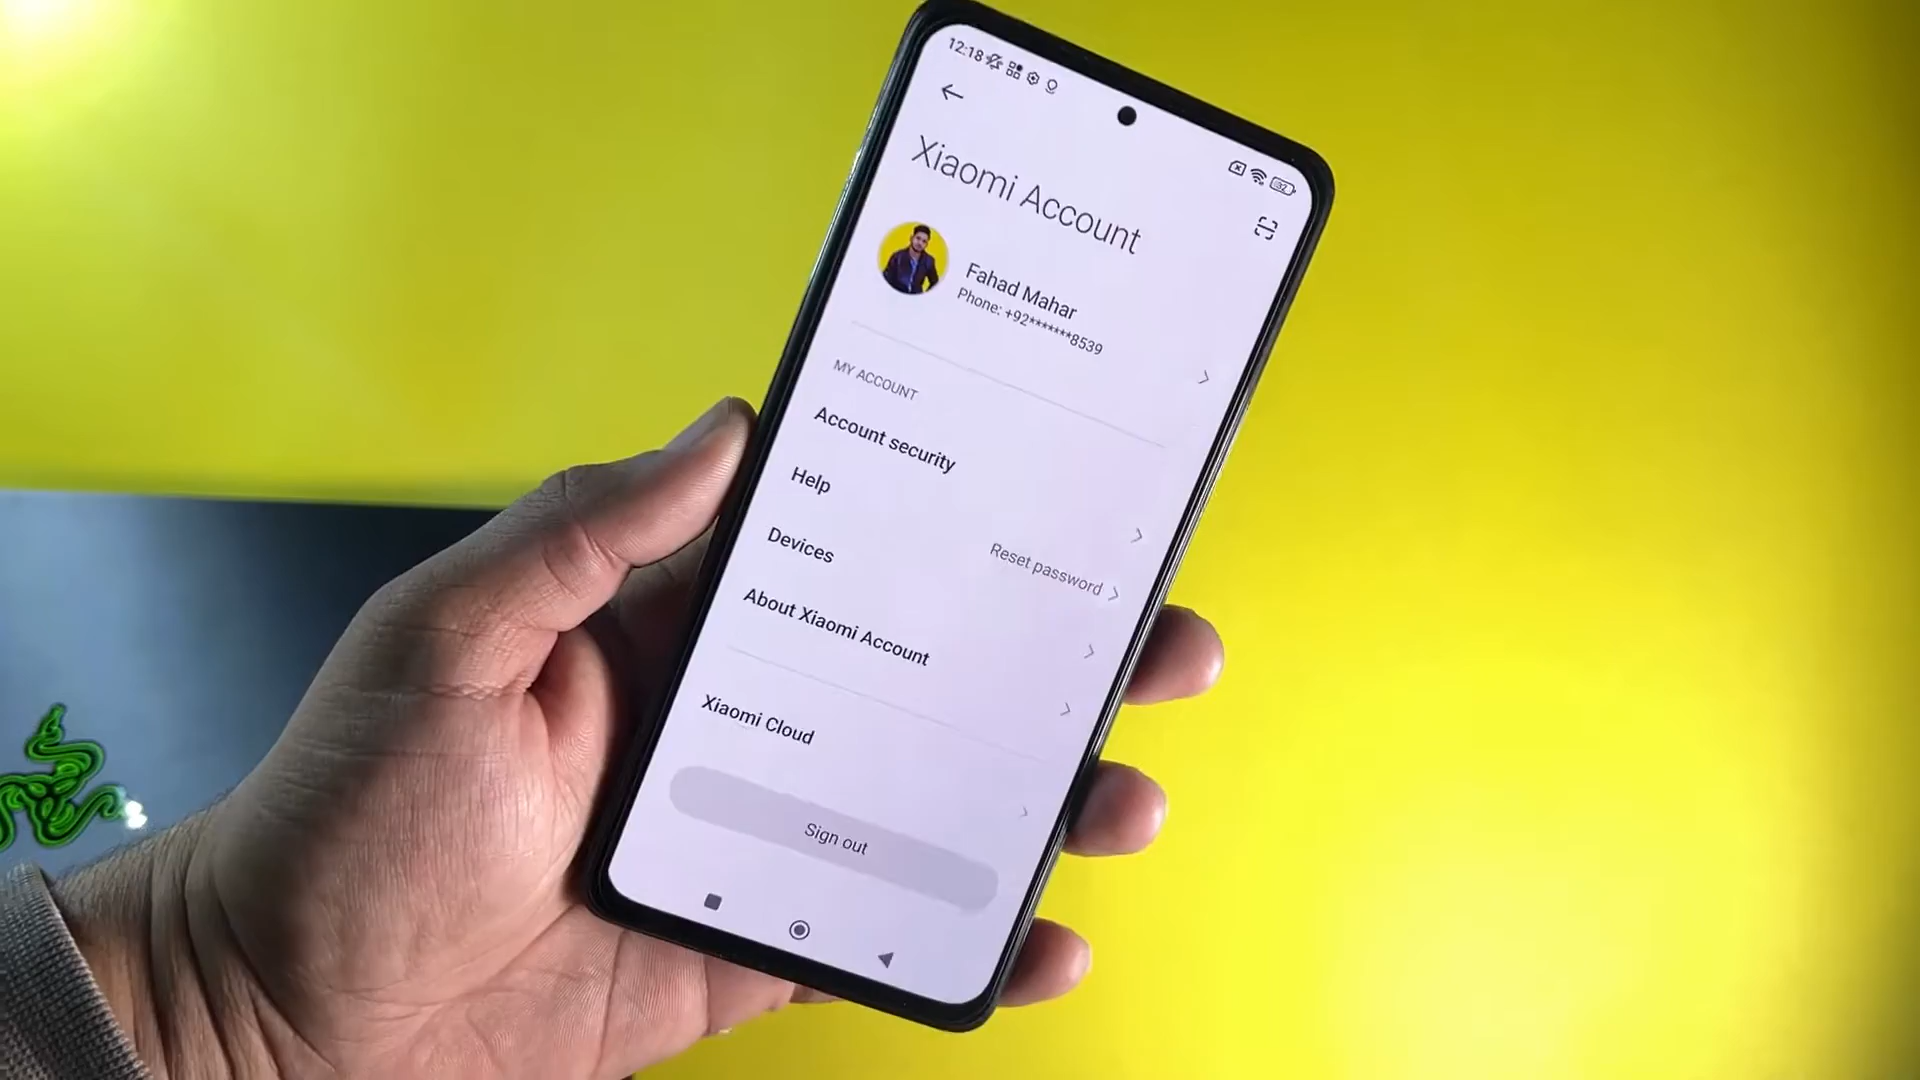 12:18
32
Xiaomi Account
Fahad Mahar
Phone: +92*******8539
MY ACCOUNT
Account security
Help
Reset password
Devices
About Xiaomi Account
Xiaomi Cloud
Sign out